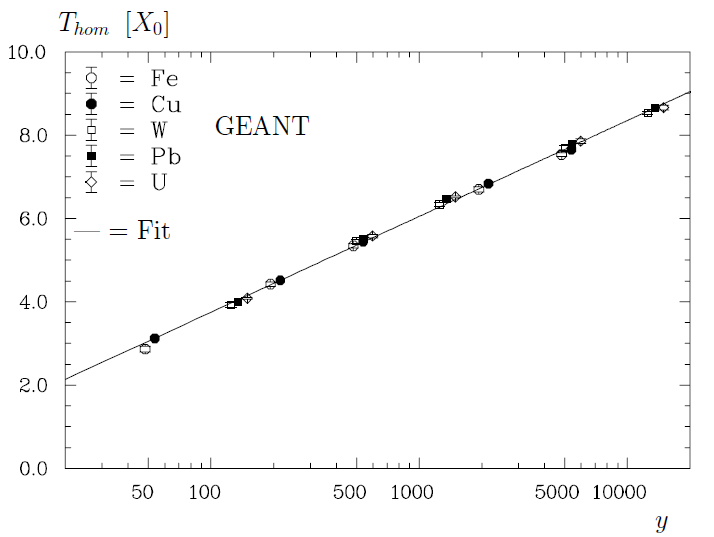 T_hom [X_0]
10.0
8.0
6.0
4.0
2.0
0.0
= Fe
= Cu
= W
= Pb
= U
— = Fit
GEANT
50 100 500 1000 5000 10000
y